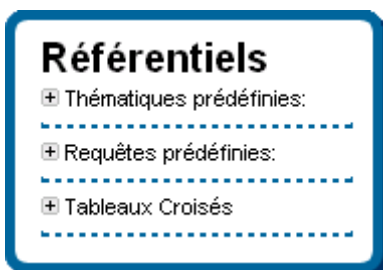 Référentiels
Thématiques prédéfinies:
Requêtes prédéfinies:
Tableaux Croisés